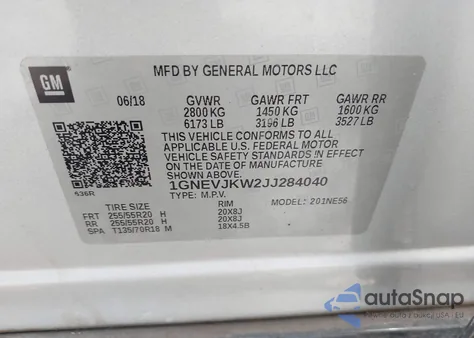 GM
MFD BY GENERAL MOTORS LLC
06/18 GVWR GAWR FRT GAWR RR
2800 KG 1450 KG 1600 KG
6173 LB 3196 LB 3527 LB
THIS VEHICLE CONFORMS TO ALL
APPLICABLE U.S. FEDERAL MOTOR
VEHICLE SAFETY STANDARDS IN EFFECT
ON THE DATE OF MANUFACTURE SHOWN ABOVE.
1GNEVJKW2JJ284040
TYPE: M.P.V. MODEL: 201NE56
TIRE SIZE RIM
FRT 255/55R20 H 20X8J
RR 255/55R20 H 20X8J
SPA T135/70R18 M 18X4.5B
autoSnap